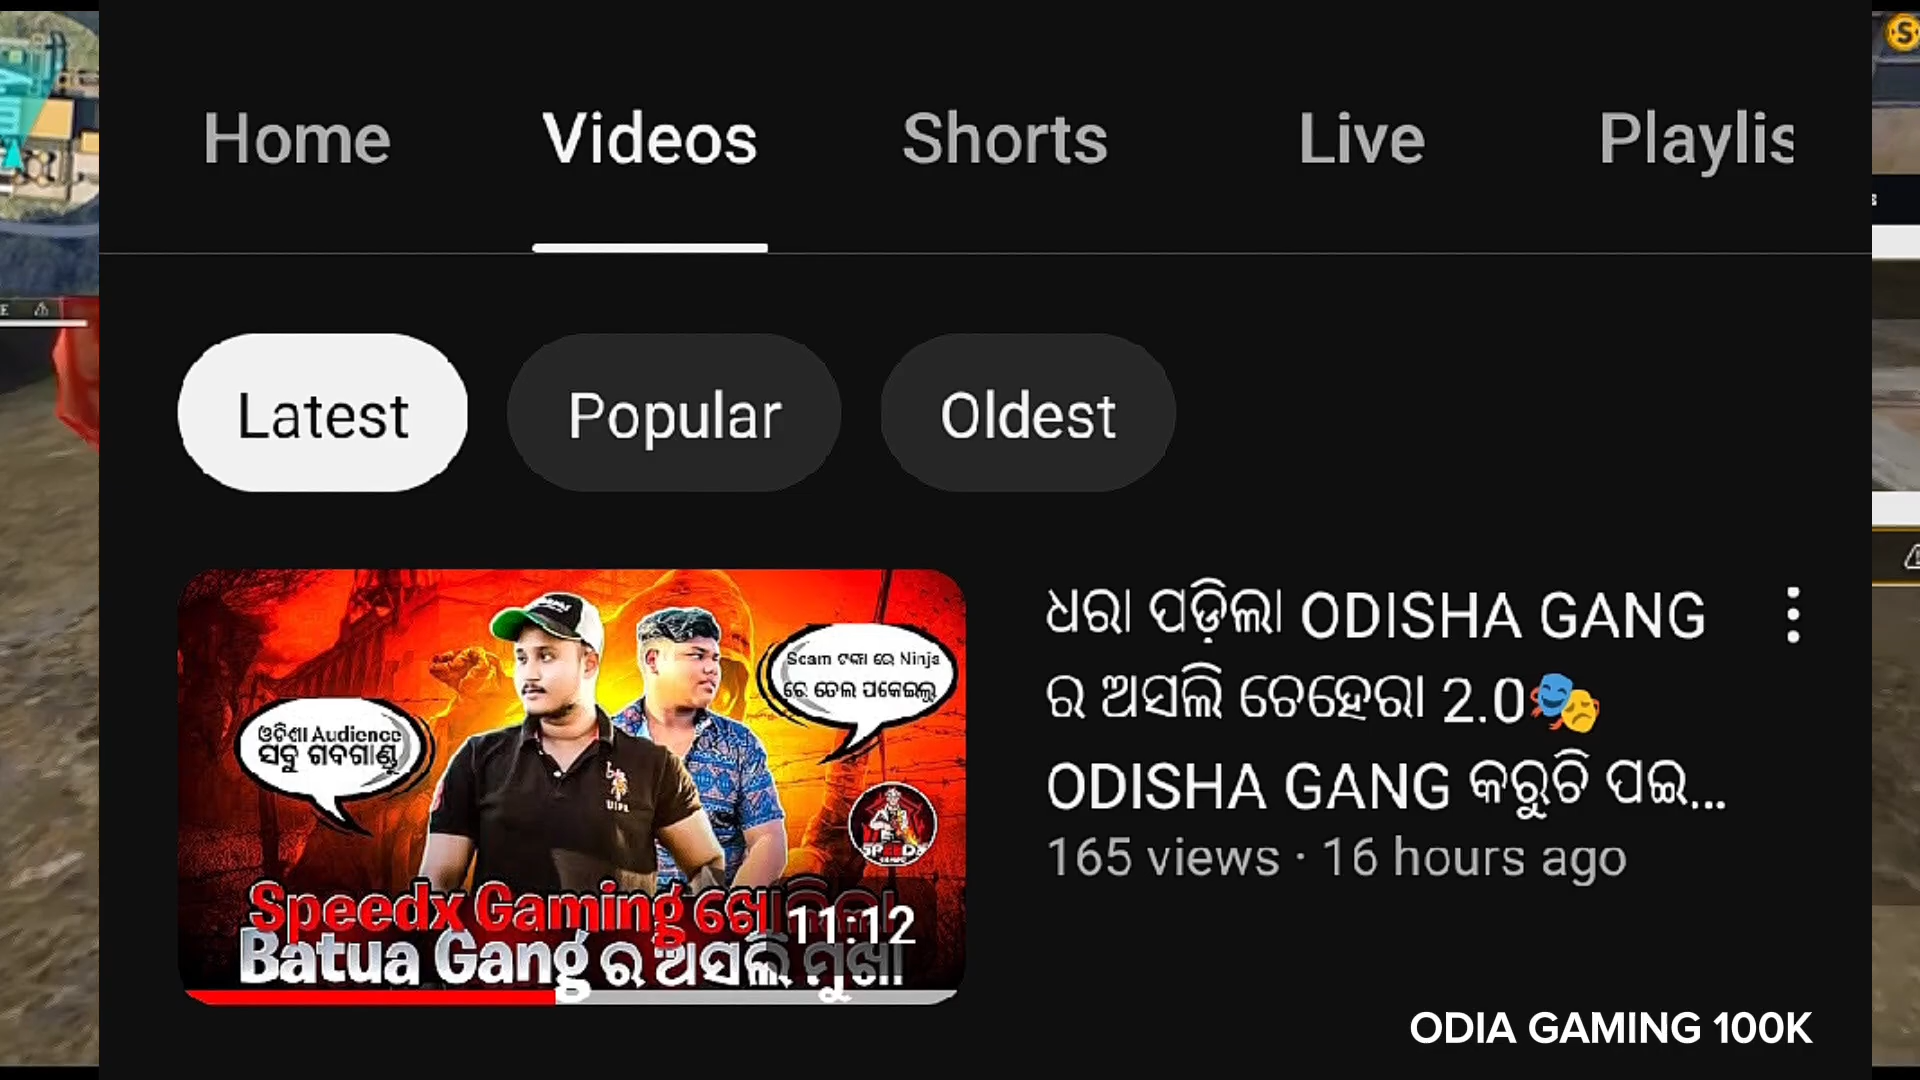 Home Videos Shorts Live Playlis
Latest Popular Oldest
ଧରା ପଡ଼ିଲା ODISHA GANG
ର ଅସଲି ଚେହେରା 2.0🎭
ODISHA GANG କରୁଚି ପଇ...
165 views · 16 hours ago
Scam ଟଙ୍କା ରେ Ninja
ରେ ତେଲ ପକେଇଲୁ
ଓଡିଶା Audience
ସବୁ ଗବଗାଣ୍ଡୁ
Speedx Gaming ଖୋଲିଲା
11:12
Batua Gang ର ଅସଲି ମୁଖା
ODIA GAMING 100K